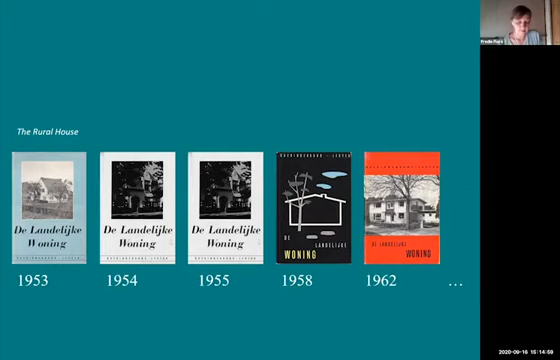 The Rural House
De Landelijke
Woning
De Landelijke
Woning
De Landelijke
Woning
DE
LANDELIJKE
WONING
DE LANDELIJKE
WONING
1953
1954
1955
1958
1962
...
2020-09-16 15:14:59